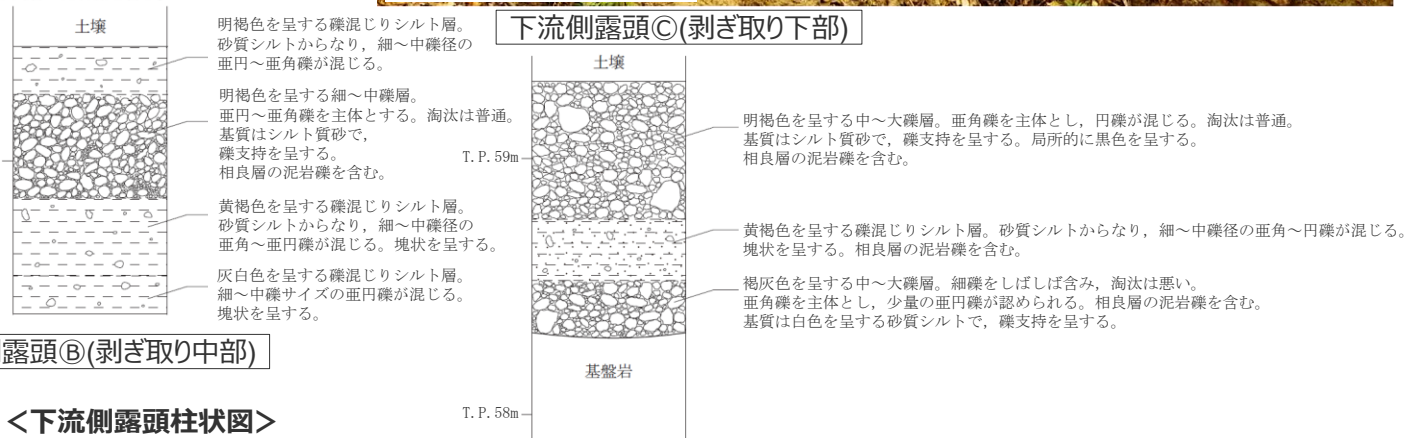 土壌
明褐色を呈する礫混じりシルト層。
砂質シルトからなり，細～中礫径の
亜円～亜角礫が混じる。
明褐色を呈する細～中礫層。
亜円～亜角礫を主体とする。淘汰は普通。
基質はシルト質砂で，
礫支持を呈する。
相良層の泥岩礫を含む。
黄褐色を呈する礫混じりシルト層。
砂質シルトからなり，細～中礫径の
亜角～亜円礫が混じる。塊状を呈する。
灰白色を呈する礫混じりシルト層。
細～中礫サイズの亜円礫が混じる。
塊状を呈する。
露頭Ⓑ(剥ぎ取り中部)
＜下流側露頭柱状図＞
下流側露頭Ⓒ(剥ぎ取り下部)
土壌
T.P.59m
明褐色を呈する中～大礫層。亜角礫を主体とし，円礫が混じる。淘汰は普通。
基質はシルト質砂で，礫支持を呈する。局所的に黒色を呈する。
相良層の泥岩礫を含む。
黄褐色を呈する礫混じりシルト層。砂質シルトからなり，細～中礫径の亜角～円礫が混じる。
塊状を呈する。相良層の泥岩礫を含む。
褐灰色を呈する中～大礫層。細礫をしばしば含み，淘汰は悪い。
亜角礫を主体とし，少量の亜円礫が認められる。相良層の泥岩礫を含む。
基質は白色を呈する砂質シルトで，礫支持を呈する。
基盤岩
T.P.58m